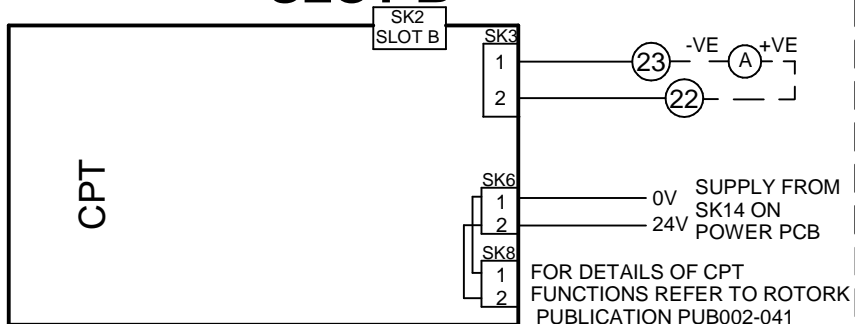 SK2
SLOT B
SK3
1
23
-VE
A
+VE
2
22
CPT
SK6
1
0V
2
24V
SUPPLY FROM
SK14 ON
POWER PCB
SK8
1
2
FOR DETAILS OF CPT
FUNCTIONS REFER TO ROTORK
PUBLICATION PUB002-041